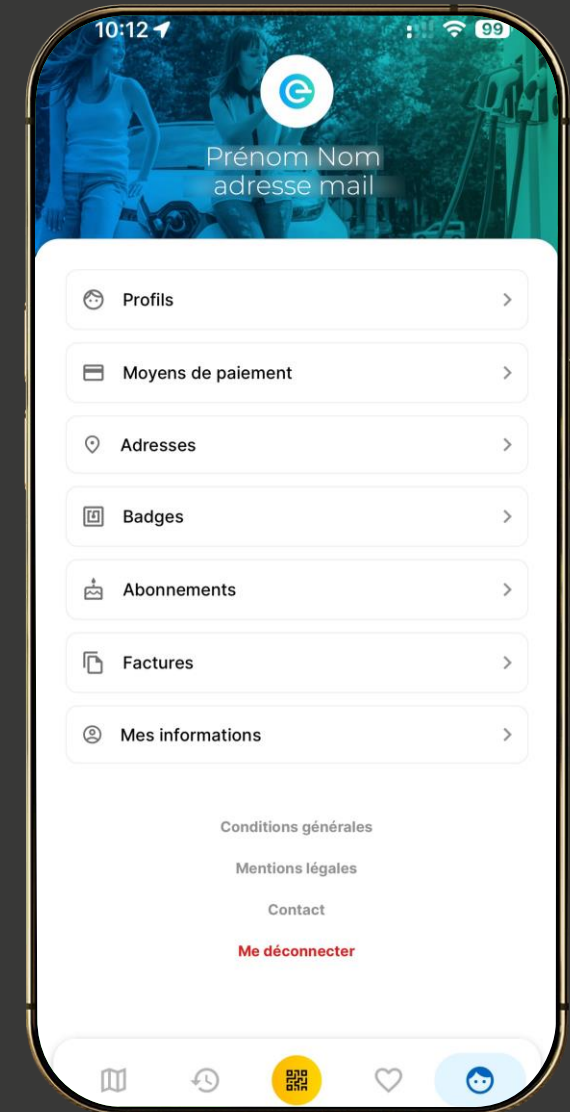 10:12
99
Prénom Nom
adresse mail
Profils
Moyens de paiement
Adresses
Badges
Abonnements
Factures
Mes informations
Conditions générales
Mentions légales
Contact
Me déconnecter